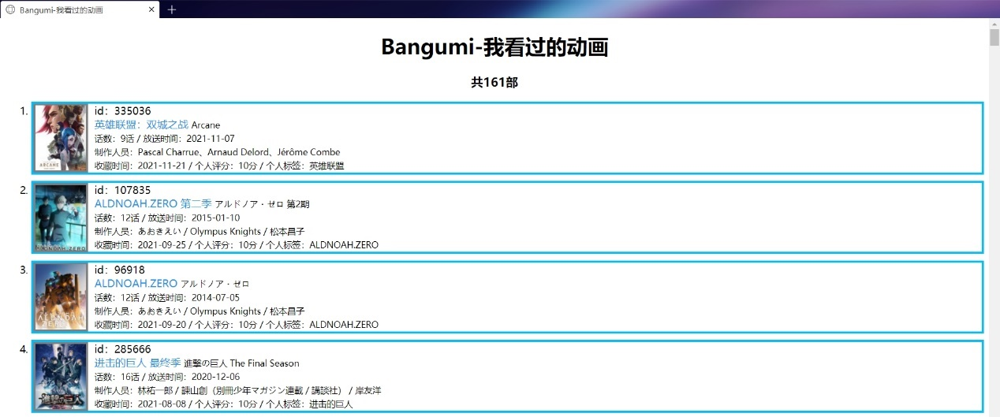 Bangumi-我看过的动画
Bangumi-我看过的动画
共161部
1. id：335036
英雄联盟：双城之战 Arcane
话数：9话 / 放送时间：2021-11-07
制作人员：Pascal Charrue、Arnaud Delord、Jérôme Combe
收藏时间：2021-11-21 / 个人评分：10分 / 个人标签：英雄联盟
ARCANE
2. id：107835
ALDNOAH.ZERO 第二季 アルドノア・ゼロ 第2期
话数：12话 / 放送时间：2015-01-10
制作人员：あおきえい / Olympus Knights / 松本昌子
收藏时间：2021-09-25 / 个人评分：10分 / 个人标签：ALDNOAH.ZERO
ALDNOAH.ZERO
3. id：96918
ALDNOAH.ZERO アルドノア・ゼロ
话数：12话 / 放送时间：2014-07-05
制作人员：あおきえい / Olympus Knights / 松本昌子
收藏时间：2021-09-20 / 个人评分：10分 / 个人标签：ALDNOAH.ZERO
ALDNOAH
ZERO
4. id：285666
进击的巨人 最终季 進撃の巨人 The Final Season
话数：16话 / 放送时间：2020-12-06
制作人员：林祐一郎 / 諫山創（別冊少年マガジン連載 / 講談社） / 岸友洋
收藏时间：2021-08-08 / 个人评分：10分 / 个人标签：进击的巨人
進撃の巨人